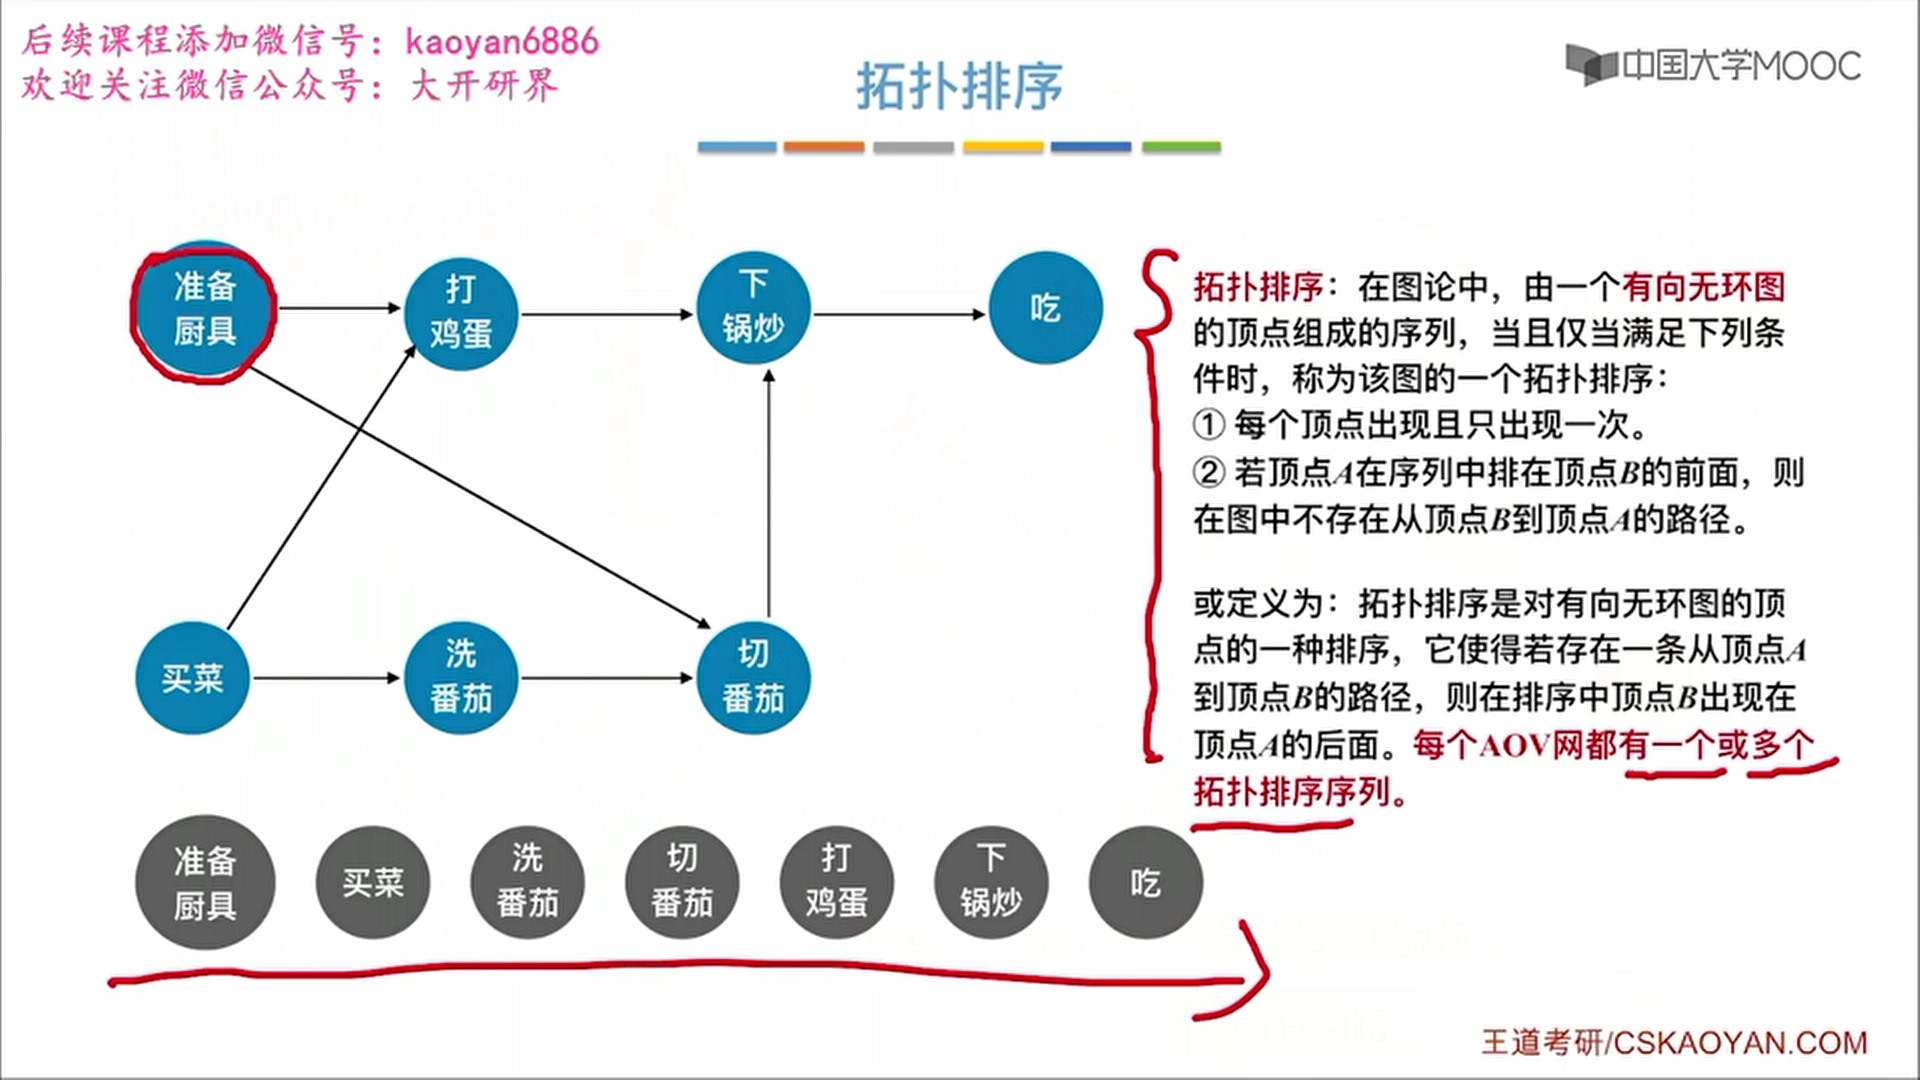 后续课程添加微信号：kaoyan6886
欢迎关注微信公众号：大开研界
中国大学MOOC
拓扑排序
准备
厨具
打
鸡蛋
下
锅炒
吃
买菜
洗
番茄
切
番茄
拓扑排序：在图论中，由一个有向无环图
的顶点组成的序列，当且仅当满足下列条
件时，称为该图的一个拓扑排序：
① 每个顶点出现且只出现一次。
② 若顶点A在序列中排在顶点B的前面，则
在图中不存在从顶点B到顶点A的路径。
或定义为：拓扑排序是对有向无环图的顶
点的一种排序，它使得若存在一条从顶点A
到顶点B的路径，则在排序中顶点B出现在
顶点A的后面。每个AOV网都有一个或多个
拓扑排序序列。
准备
厨具
买菜
洗
番茄
切
番茄
打
鸡蛋
下
锅炒
吃
王道考研/CSKAOYAN.COM